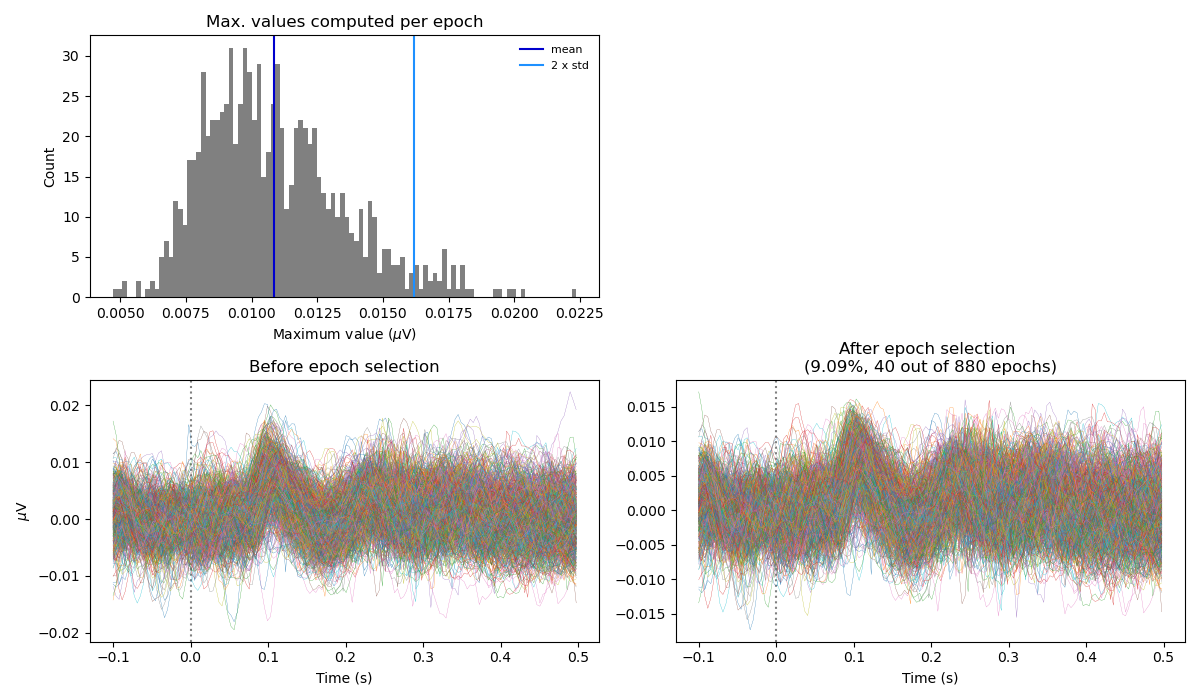 Max. values computed per epoch
mean
2 x std
Count
30
25
20
15
10
5
0
0.0050 0.0075 0.0100 0.0125 0.0150 0.0175 0.0200 0.0225
Maximum value (μV)
Before epoch selection
μV
0.02
0.01
0.00
−0.01
−0.02
−0.1 0.0 0.1 0.2 0.3 0.4 0.5
Time (s)
After epoch selection
(9.09%, 40 out of 880 epochs)
0.015
0.010
0.005
0.000
−0.005
−0.010
−0.015
−0.1 0.0 0.1 0.2 0.3 0.4 0.5
Time (s)